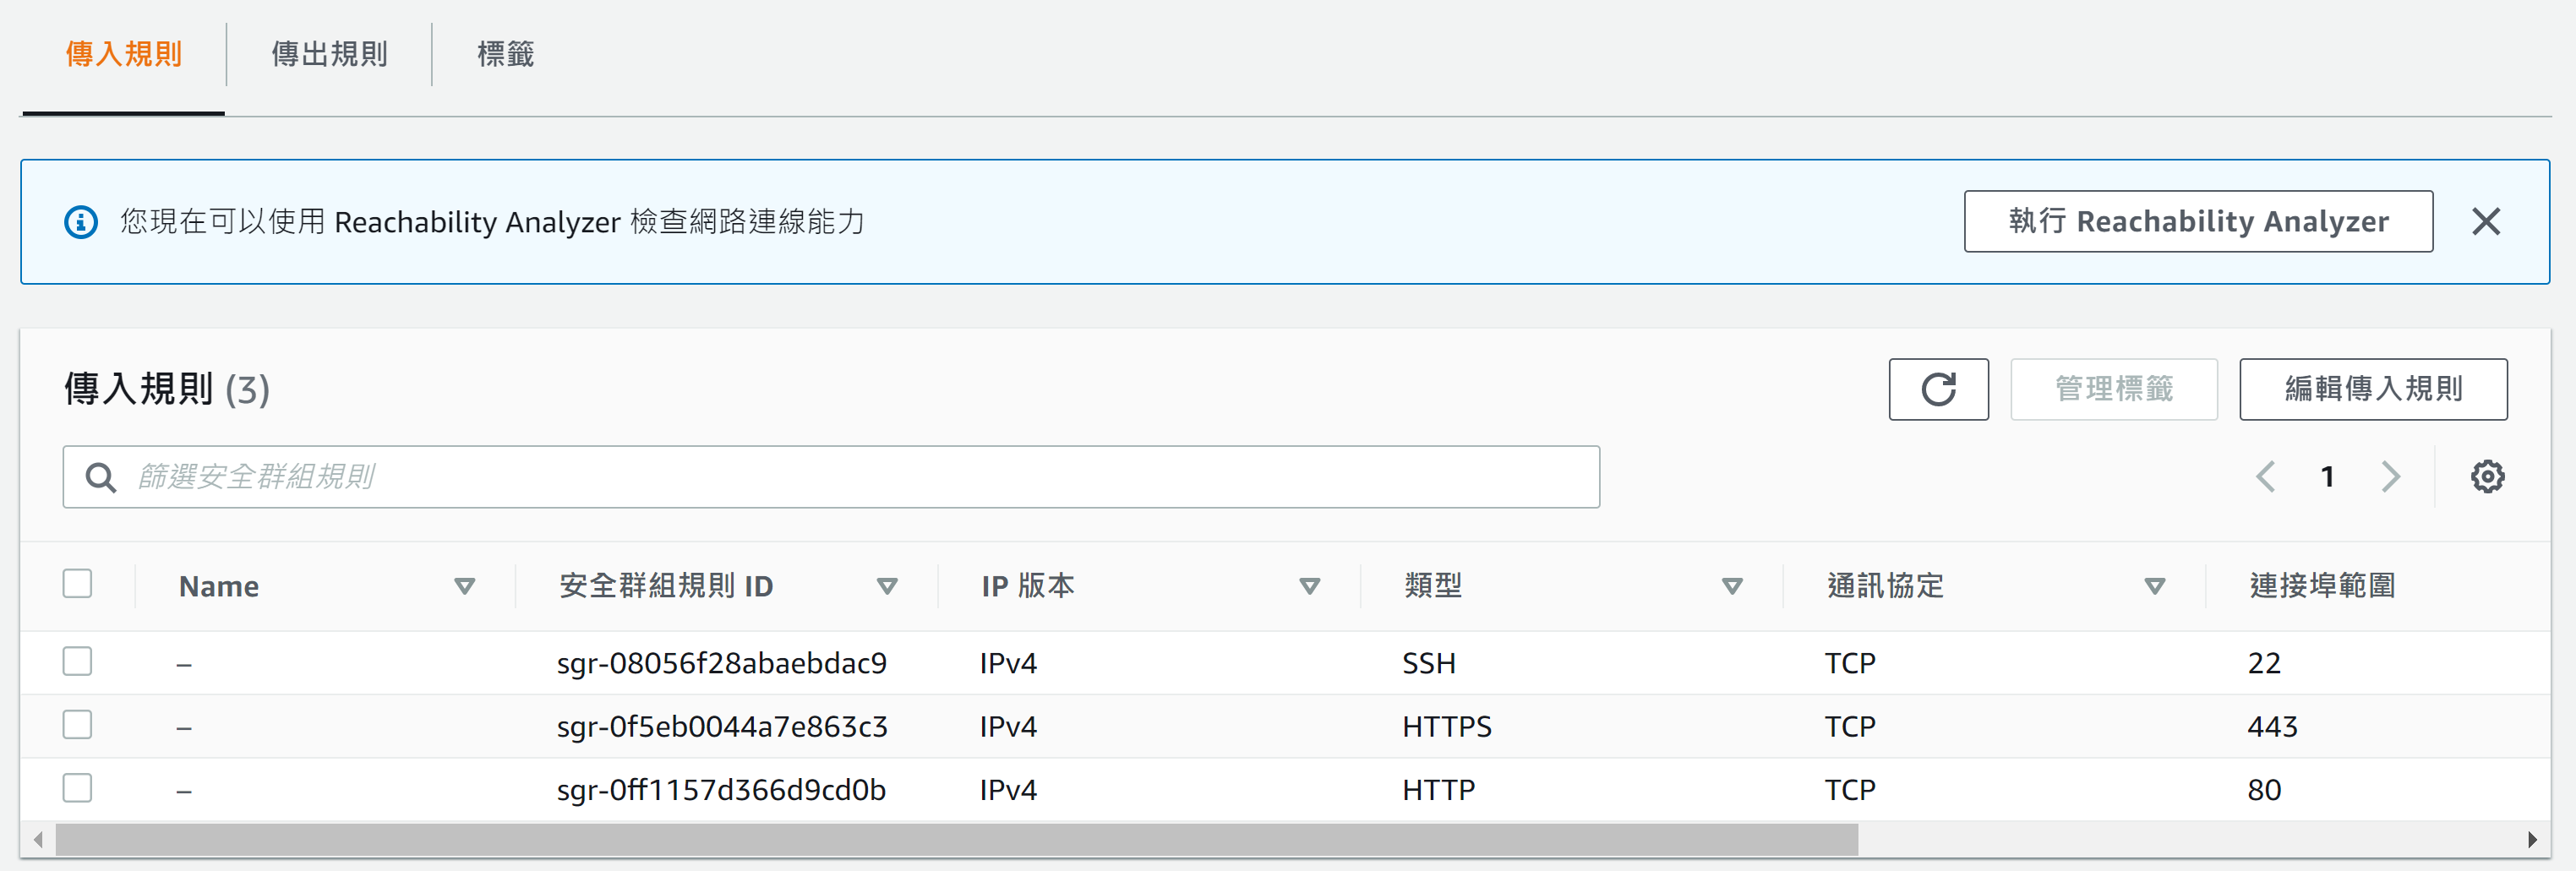 傳入規則 傳出規則 標籤
您現在可以使用 Reachability Analyzer 檢查網路連線能力 執行 Reachability Analyzer
傳入規則 (3) 管理標籤 編輯傳入規則
篩選安全群組規則 1
Name 安全群組規則 ID IP 版本 類型 通訊協定 連接埠範圍
– sgr-08056f28abaebdac9 IPv4 SSH TCP 22
– sgr-0f5eb0044a7e863c3 IPv4 HTTPS TCP 443
– sgr-0ff1157d366d9cd0b IPv4 HTTP TCP 80